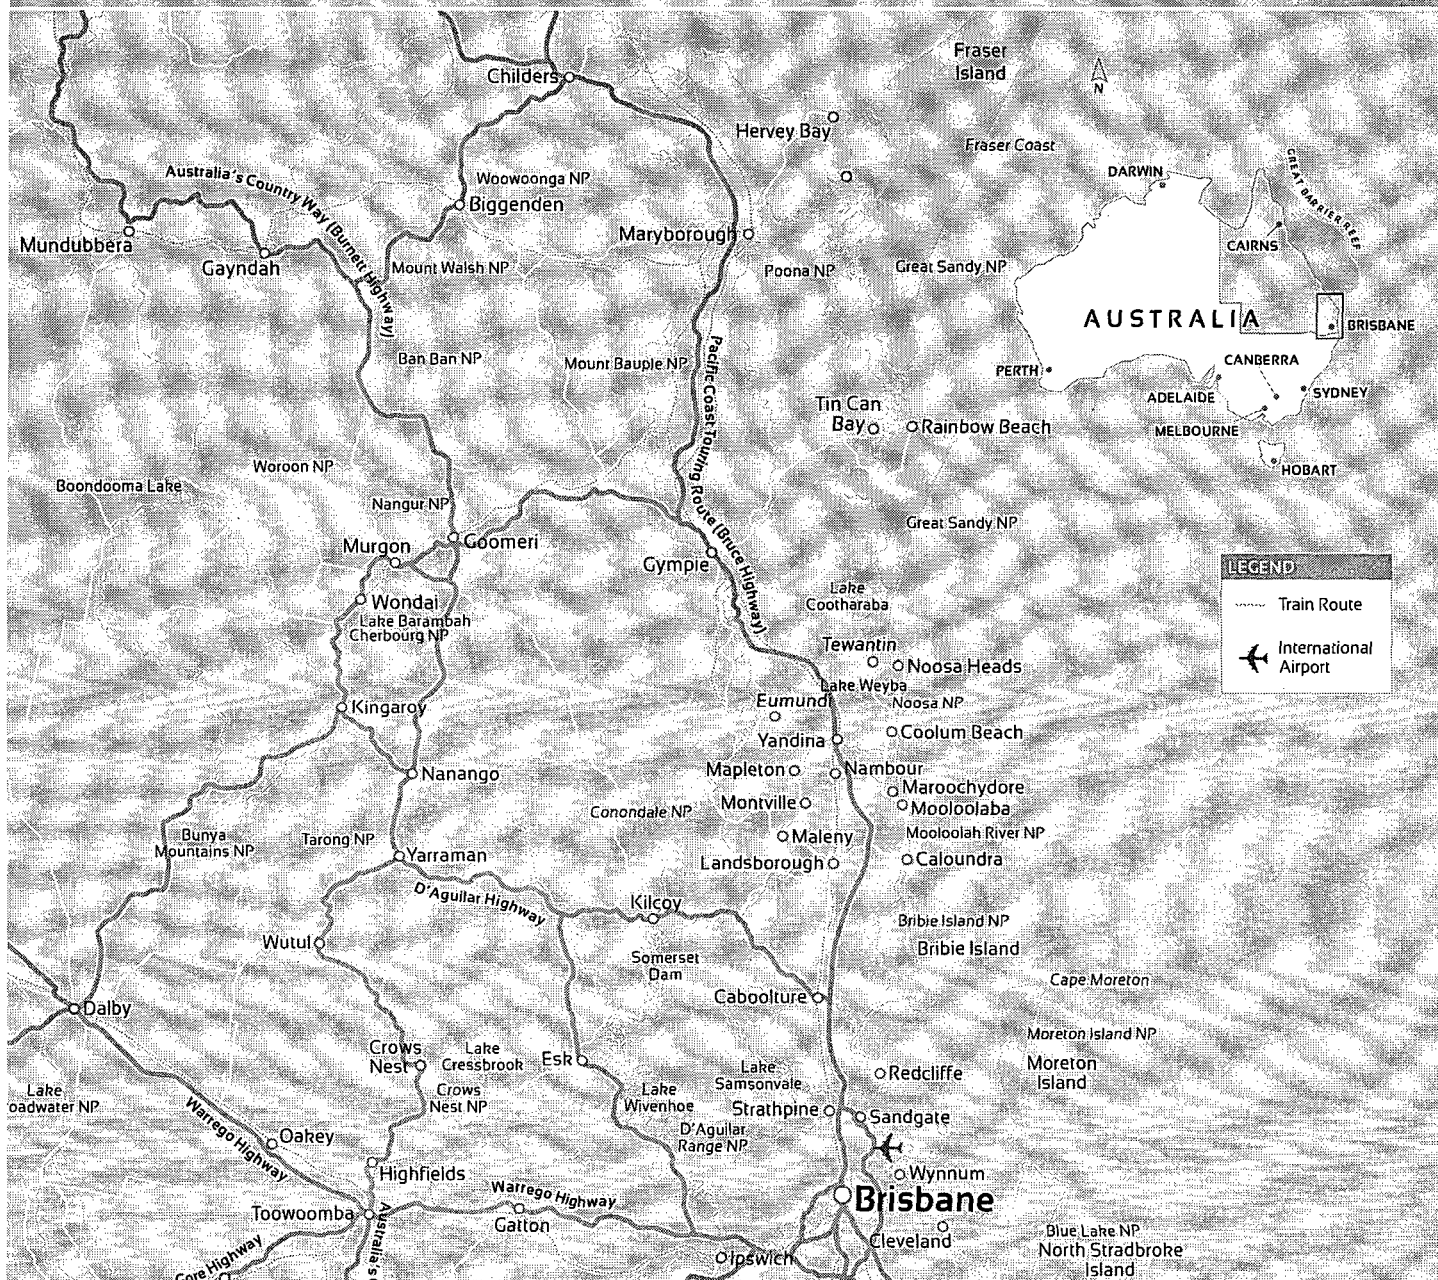 Fraser
Island
N
Childers
Hervey Bay
Fraser Coast
Australia's Country Way (Burnett Highway)
Woowoonga NP
Biggenden
Mundubbera
Gayndah
Maryborough
Mount Walsh NP
Poona NP
Great Sandy NP
DARWIN
GREAT BARRIER REEF
CAIRNS
AUSTRALIA
BRISBANE
CANBERRA
PERTH
ADELAIDE
SYDNEY
MELBOURNE
HOBART
Ban Ban NP
Mount Bauple NP
Pacific Coast Touring Route (Bruce Highway)
Tin Can
Bay
Rainbow Beach
Woroon NP
Boondooma Lake
Nangur NP
Great Sandy NP
Murgon
Goomeri
Gympie
LEGEND
Train Route
International
Airport
Wondai
Lake Barambah
Cherbourg NP
Lake
Cootharaba
Tewantin
Noosa Heads
Lake Weyba
Eumundi
Noosa NP
Kingaroy
Yandina
Coolum Beach
Nanango
Mapleton
Nambour
Maroochydore
Montville
Mooloolaba
Conondale NP
Bunya
Mountains NP
Tarong NP
Maleny
Mooloolah River NP
Yarraman
Landsborough
Caloundra
D'Aguilar Highway
Kilcoy
Bribie Island NP
Bribie Island
Wutul
Somerset
Dam
Cape Moreton
Caboolture
Dalby
Moreton Island NP
Moreton
Island
Crows
Nest
Lake
Cressbrook
Esk
Lake
Samsonvale
Redcliffe
Lake
oadwater NP
Crows
Nest NP
Lake
Wivenhoe
Strathpine
Sandgate
D'Aguilar
Range NP
Warrego Highway
Oakey
Highfields
Wynnum
Warrego Highway
Brisbane
Toowoomba
Gatton
Australia's
Cleveland
Blue Lake NP
North Stradbroke
Island
Ipswich
Gore Highway